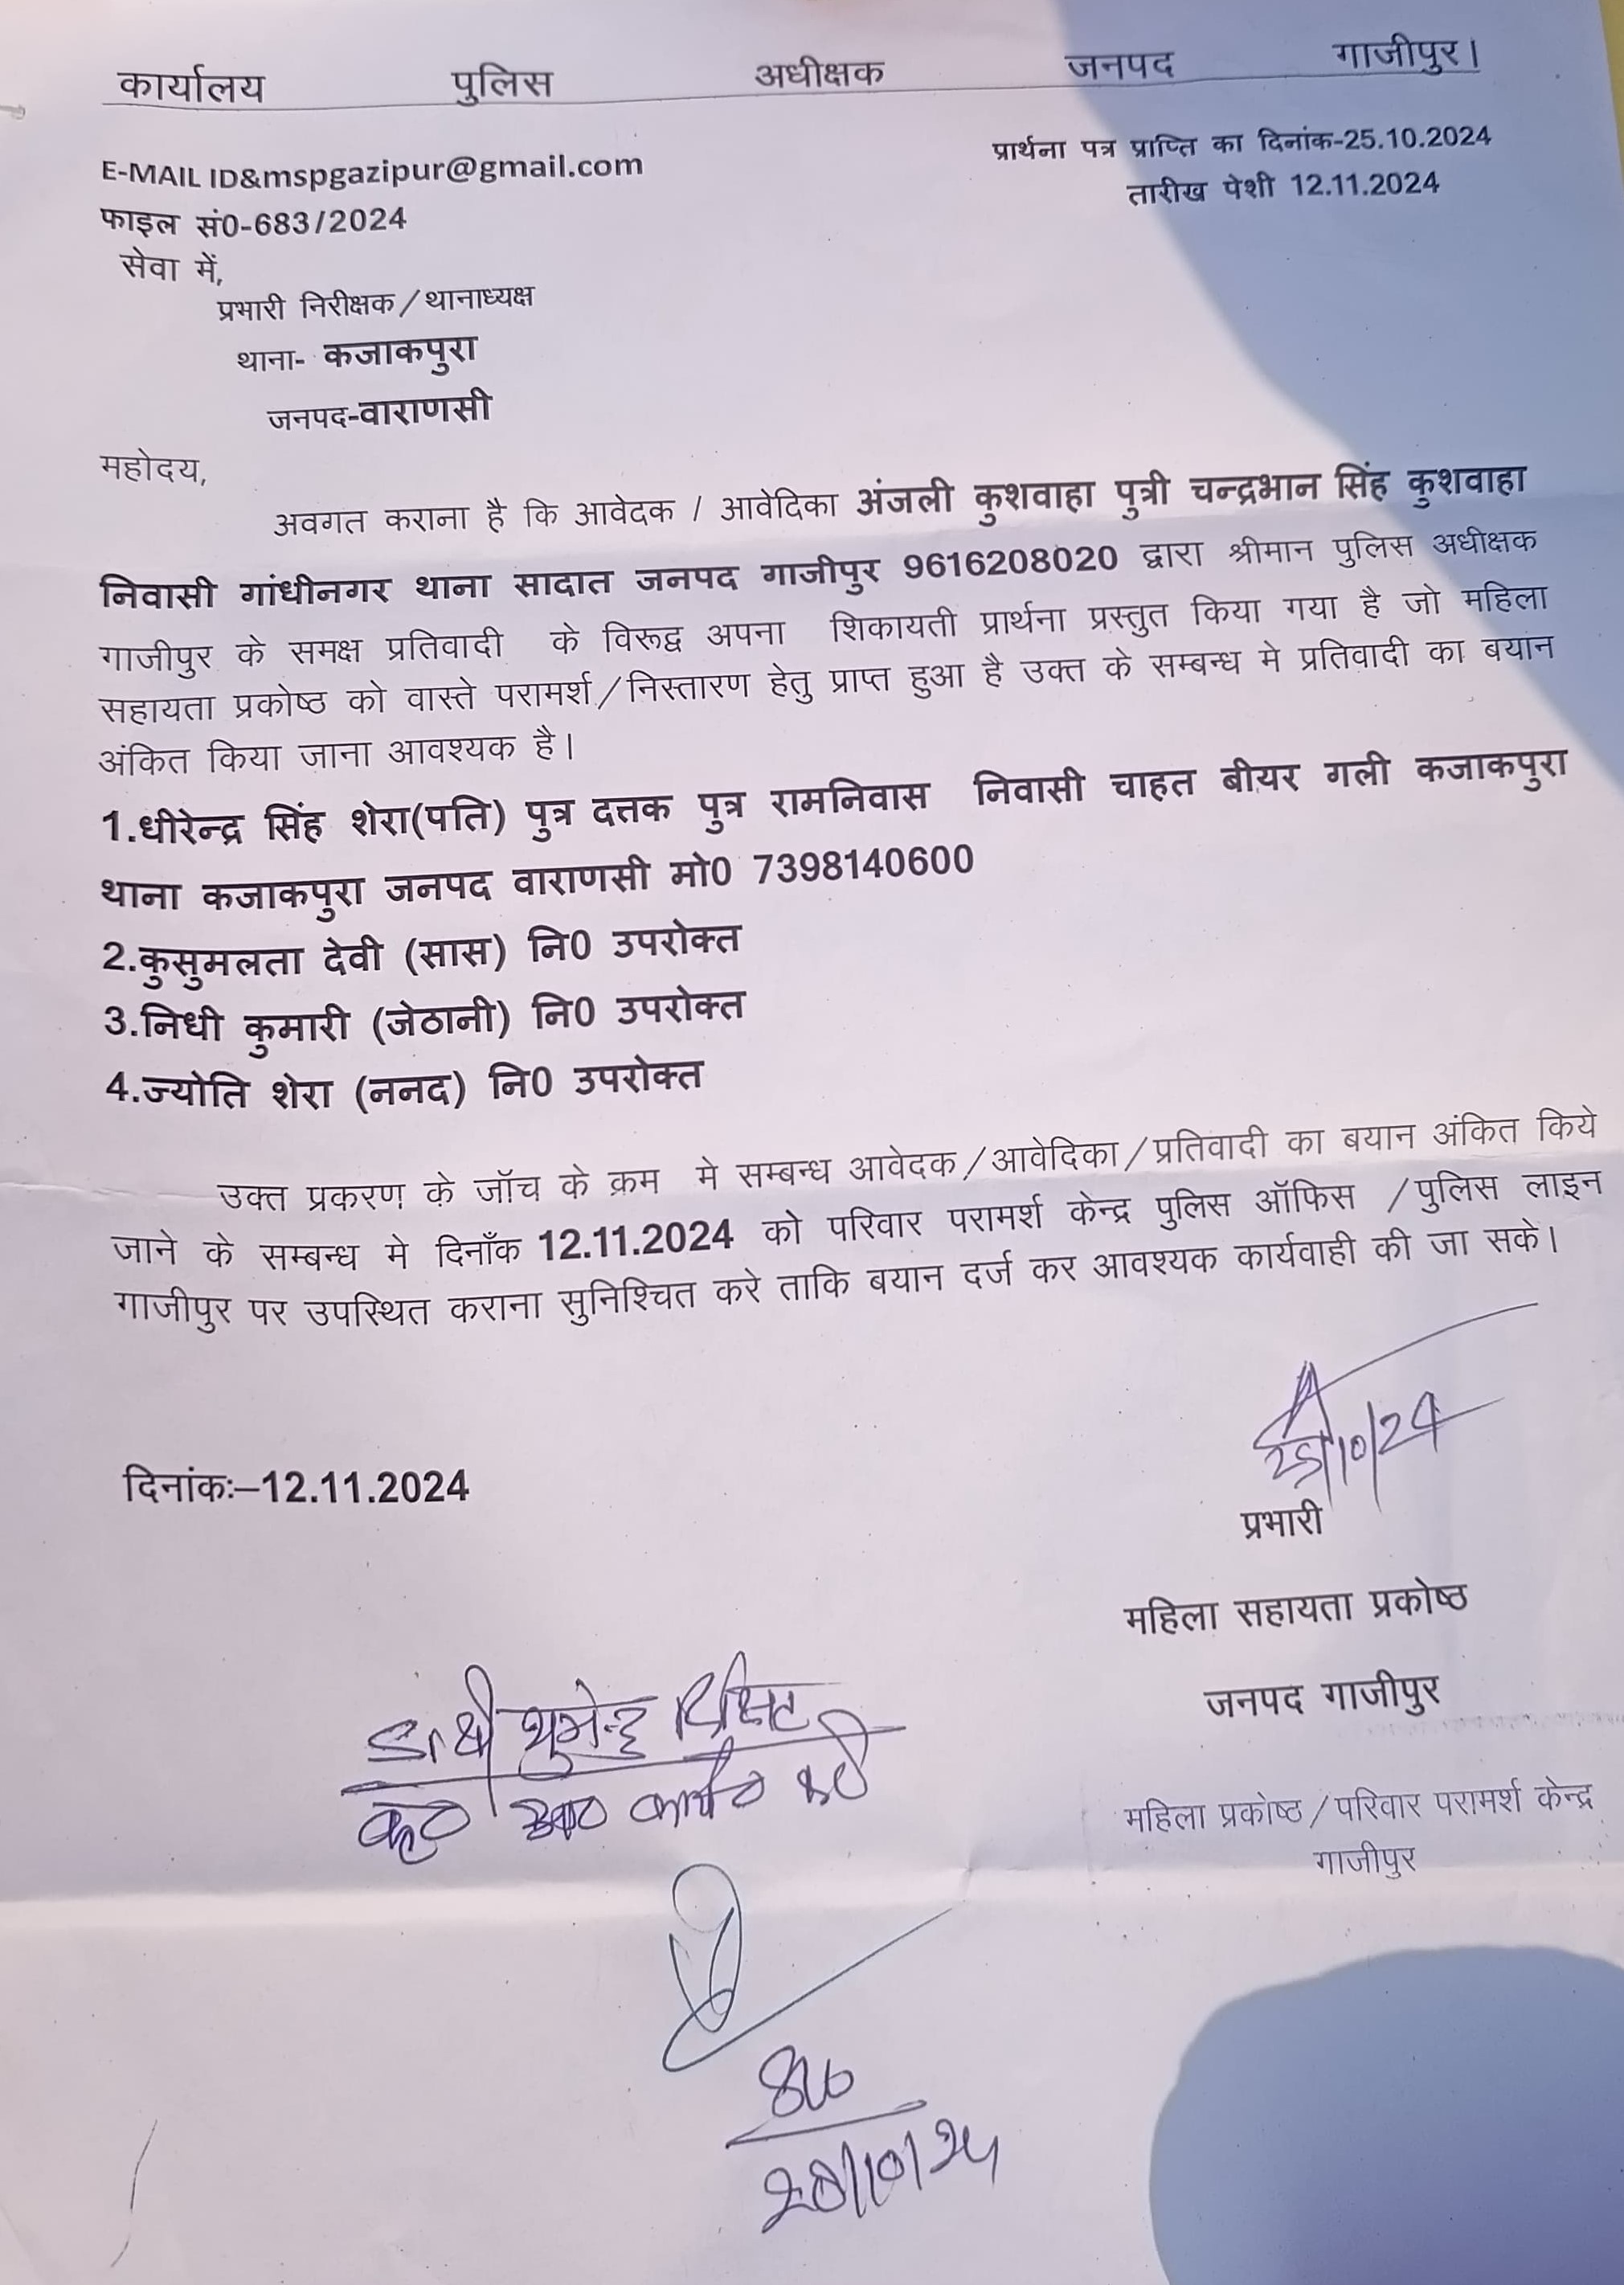 कार्यालय पुलिस अधीक्षक जनपद गाजीपुर।
प्रार्थना पत्र प्राप्ति का दिनांक-25.10.2024
E-MAIL ID&mspgazipur@gmail.com
तारीख पेशी 12.11.2024
फाइल सं0-683/2024
सेवा में,
प्रभारी निरीक्षक/थानाध्यक्ष
थाना- कजाकपुरा
जनपद-वाराणसी
महोदय,
अवगत कराना है कि आवेदक / आवेदिका अंजली कुशवाहा पुत्री चन्द्रभान सिंह कुशवाहा
निवासी गांधीनगर थाना सादात जनपद गाजीपुर 9616208020 द्वारा श्रीमान पुलिस अधीक्षक
गाजीपुर के समक्ष प्रतिवादी के विरूद्व अपना शिकायती प्रार्थना प्रस्तुत किया गया है जो महिला
सहायता प्रकोष्ठ को वास्ते परामर्श/निस्तारण हेतु प्राप्त हुआ है उक्त के सम्बन्ध मे प्रतिवादी का बयान
अंकित किया जाना आवश्यक है।
1.धीरेन्द्र सिंह शेरा(पति) पुत्र दत्तक पुत्र रामनिवास निवासी चाहत बीयर गली कजाकपुरा
थाना कजाकपुरा जनपद वाराणसी मो0 7398140600
2.कुसुमलता देवी (सास) नि0 उपरोक्त
3.निधी कुमारी (जेठानी) नि0 उपरोक्त
4.ज्योति शेरा (ननद) नि0 उपरोक्त
उक्त प्रकरण के जॉच के क्रम मे सम्बन्ध आवेदक/आवेदिका/प्रतिवादी का बयान अंकित किये
जाने के सम्बन्ध मे दिनाँक 12.11.2024 को परिवार परामर्श केन्द्र पुलिस ऑफिस /पुलिस लाइन
गाजीपुर पर उपस्थित कराना सुनिश्चित करे ताकि बयान दर्ज कर आवश्यक कार्यवाही की जा सके।
25/10/24
दिनांकः–12.11.2024
प्रभारी
महिला सहायता प्रकोष्ठ
जनपद गाजीपुर
महिला प्रकोष्ठ/परिवार परामर्श केन्द्र
गाजीपुर
28/10/24